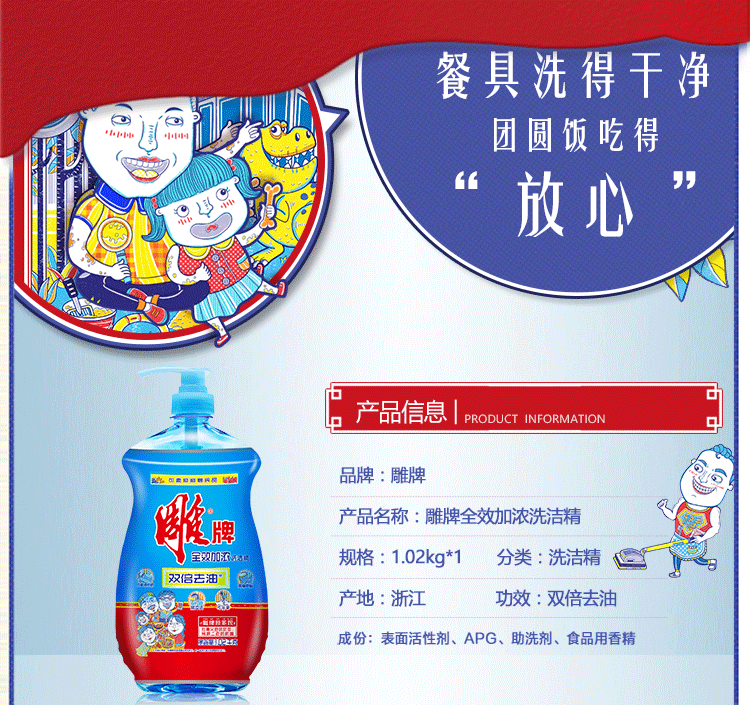 餐具洗得干净
团圆饭吃得
“放心”
产品信息 | PRODUCT INFORMATION
品牌：雕牌
产品名称：雕牌全效加浓洗洁精
规格：1.02kg*1 分类：洗洁精
产地：浙江 功效：双倍去油
成份：表面活性剂、APG、助洗剂、食品用香精
雕牌
全效加浓
双倍去油